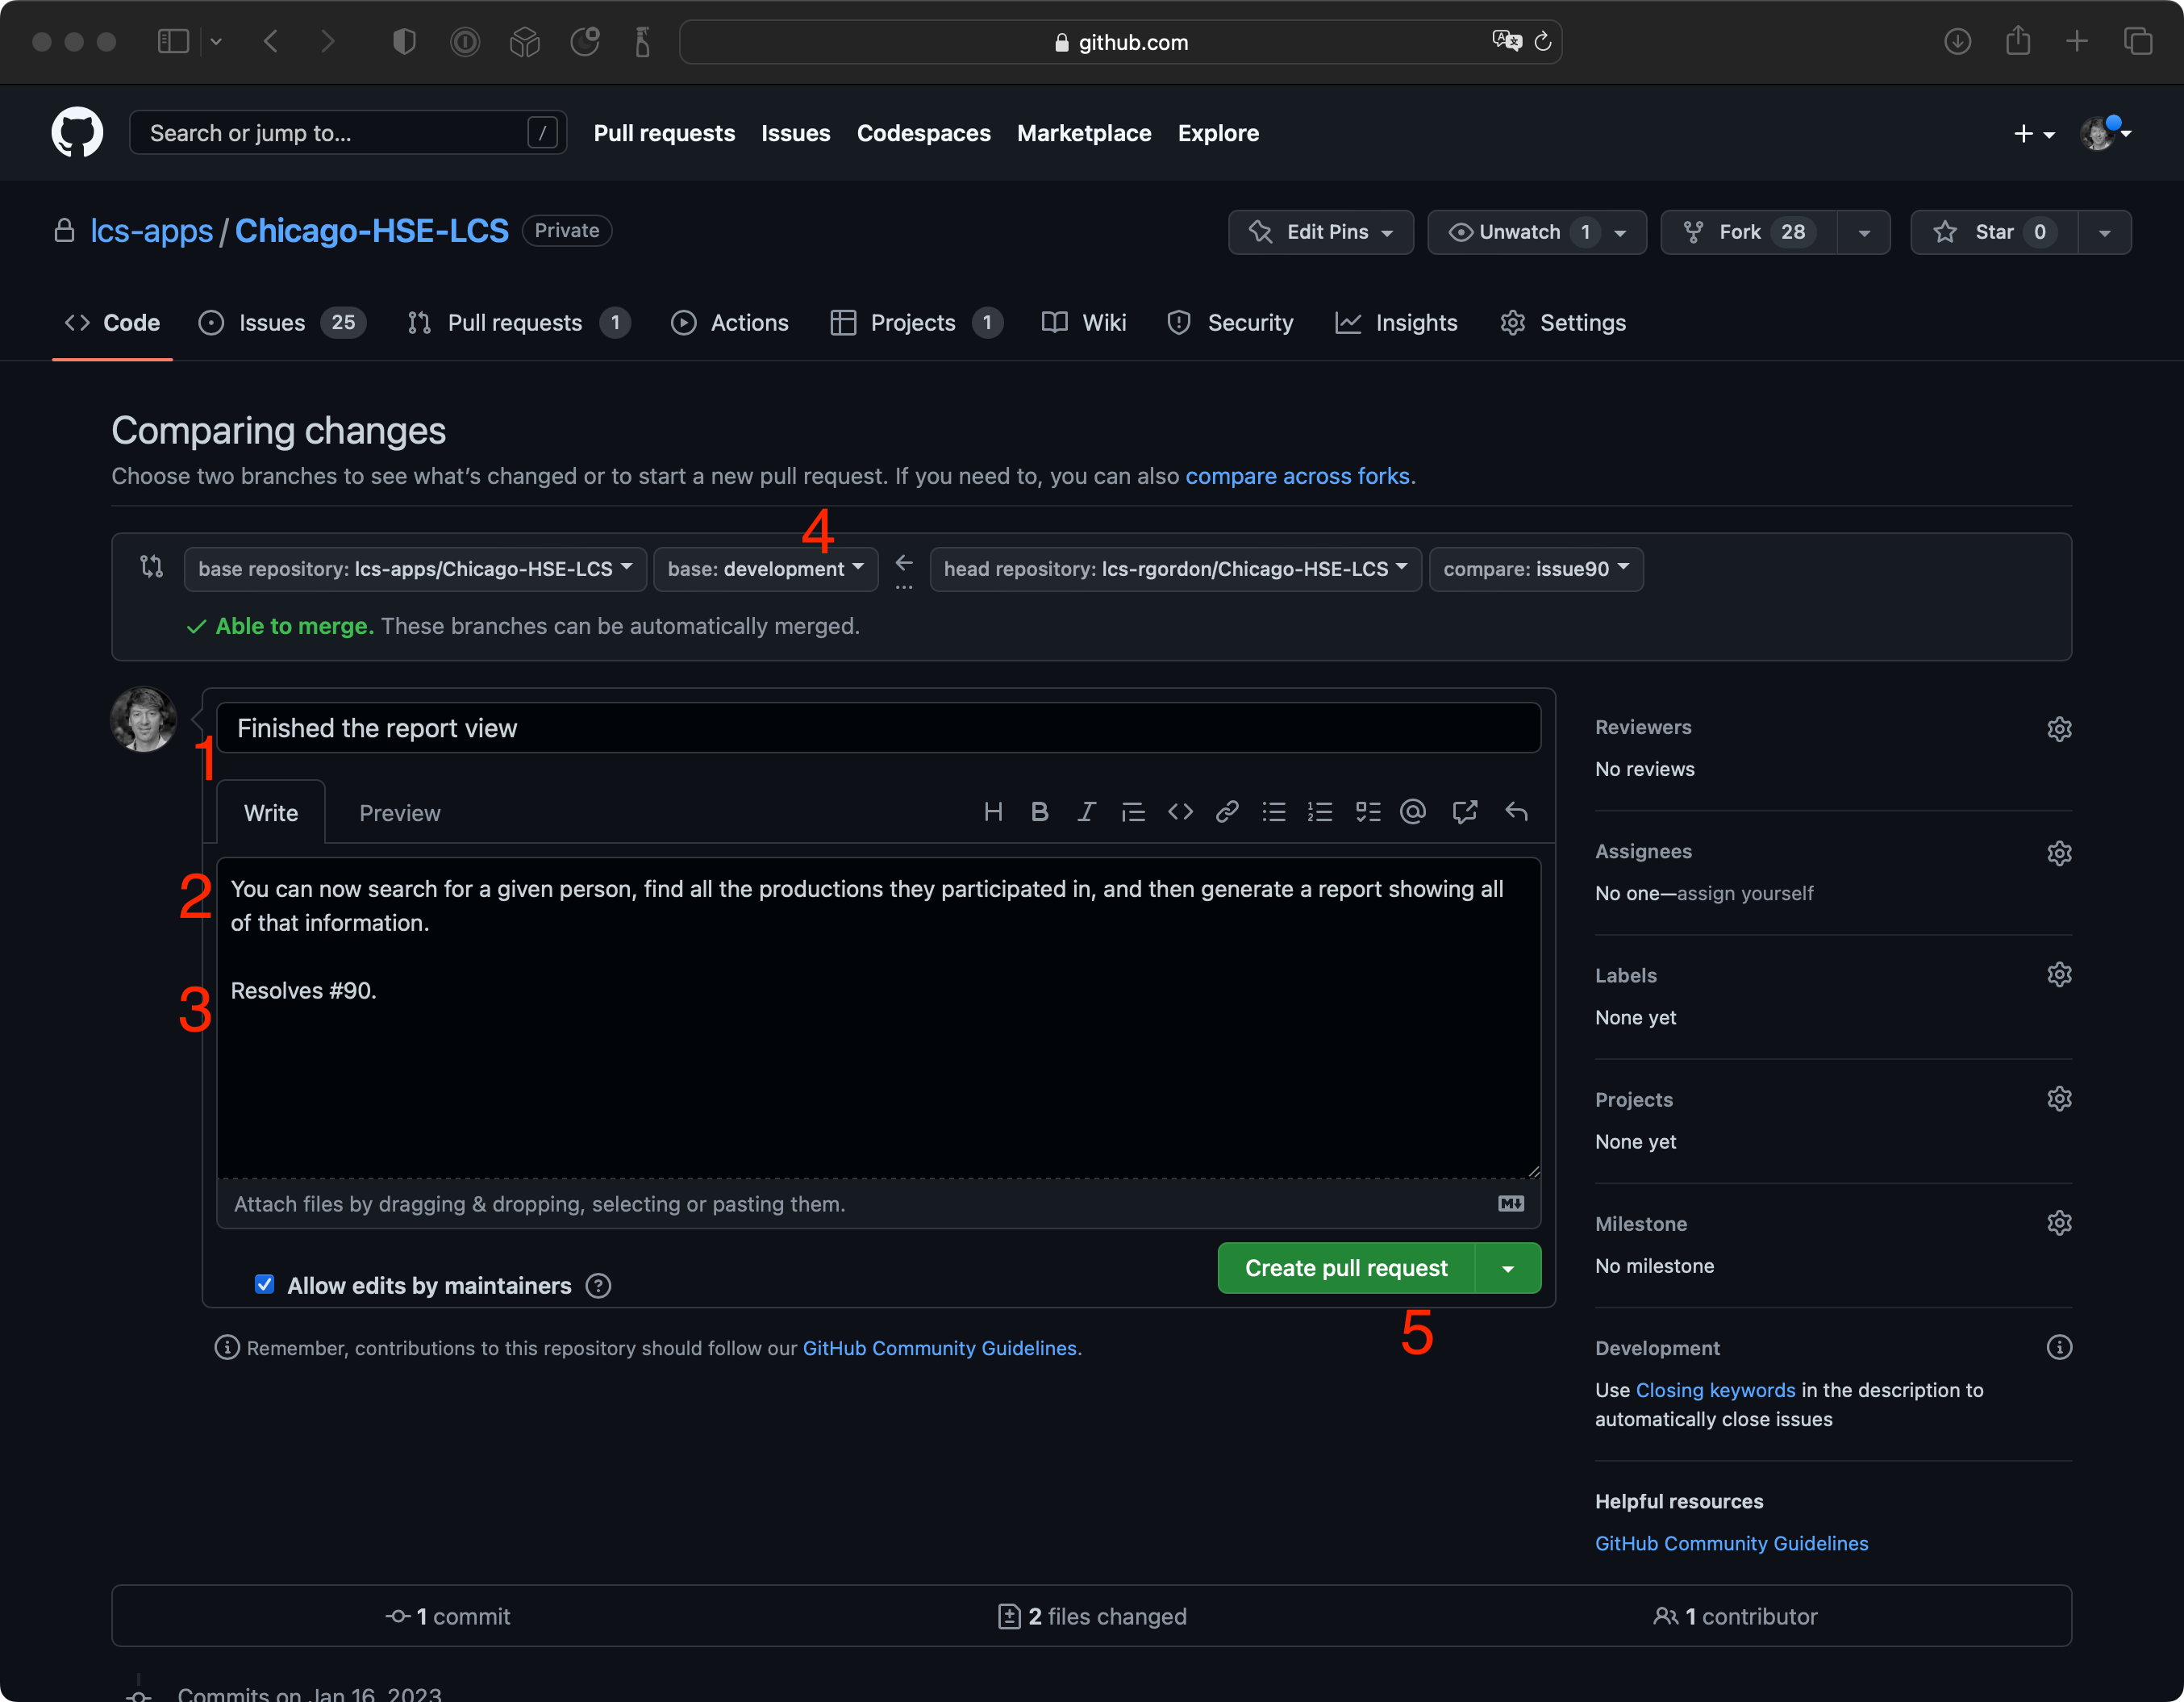 github.com
Search or jump to... / Pull requests Issues Codespaces Marketplace Explore
lcs-apps / Chicago-HSE-LCS Private Edit Pins Unwatch 1 Fork 28 Star 0
Code Issues 25 Pull requests 1 Actions Projects 1 Wiki Security Insights Settings
Comparing changes
Choose two branches to see what's changed or to start a new pull request. If you need to, you can also compare across forks.
4
base repository: lcs-apps/Chicago-HSE-LCS base: development head repository: lcs-rgordon/Chicago-HSE-LCS compare: issue90
Able to merge. These branches can be automatically merged.
Finished the report view
1
Write Preview
2
You can now search for a given person, find all the productions they participated in, and then generate a report showing all
of that information.
3
Resolves #90.
Attach files by dragging & dropping, selecting or pasting them.
Allow edits by maintainers
Create pull request
5
Remember, contributions to this repository should follow our GitHub Community Guidelines.
Reviewers
No reviews
Assignees
No one—assign yourself
Labels
None yet
Projects
None yet
Milestone
No milestone
Development
Use Closing keywords in the description to
automatically close issues
Helpful resources
GitHub Community Guidelines
1 commit 2 files changed 1 contributor
Commits on Jan 16, 2023